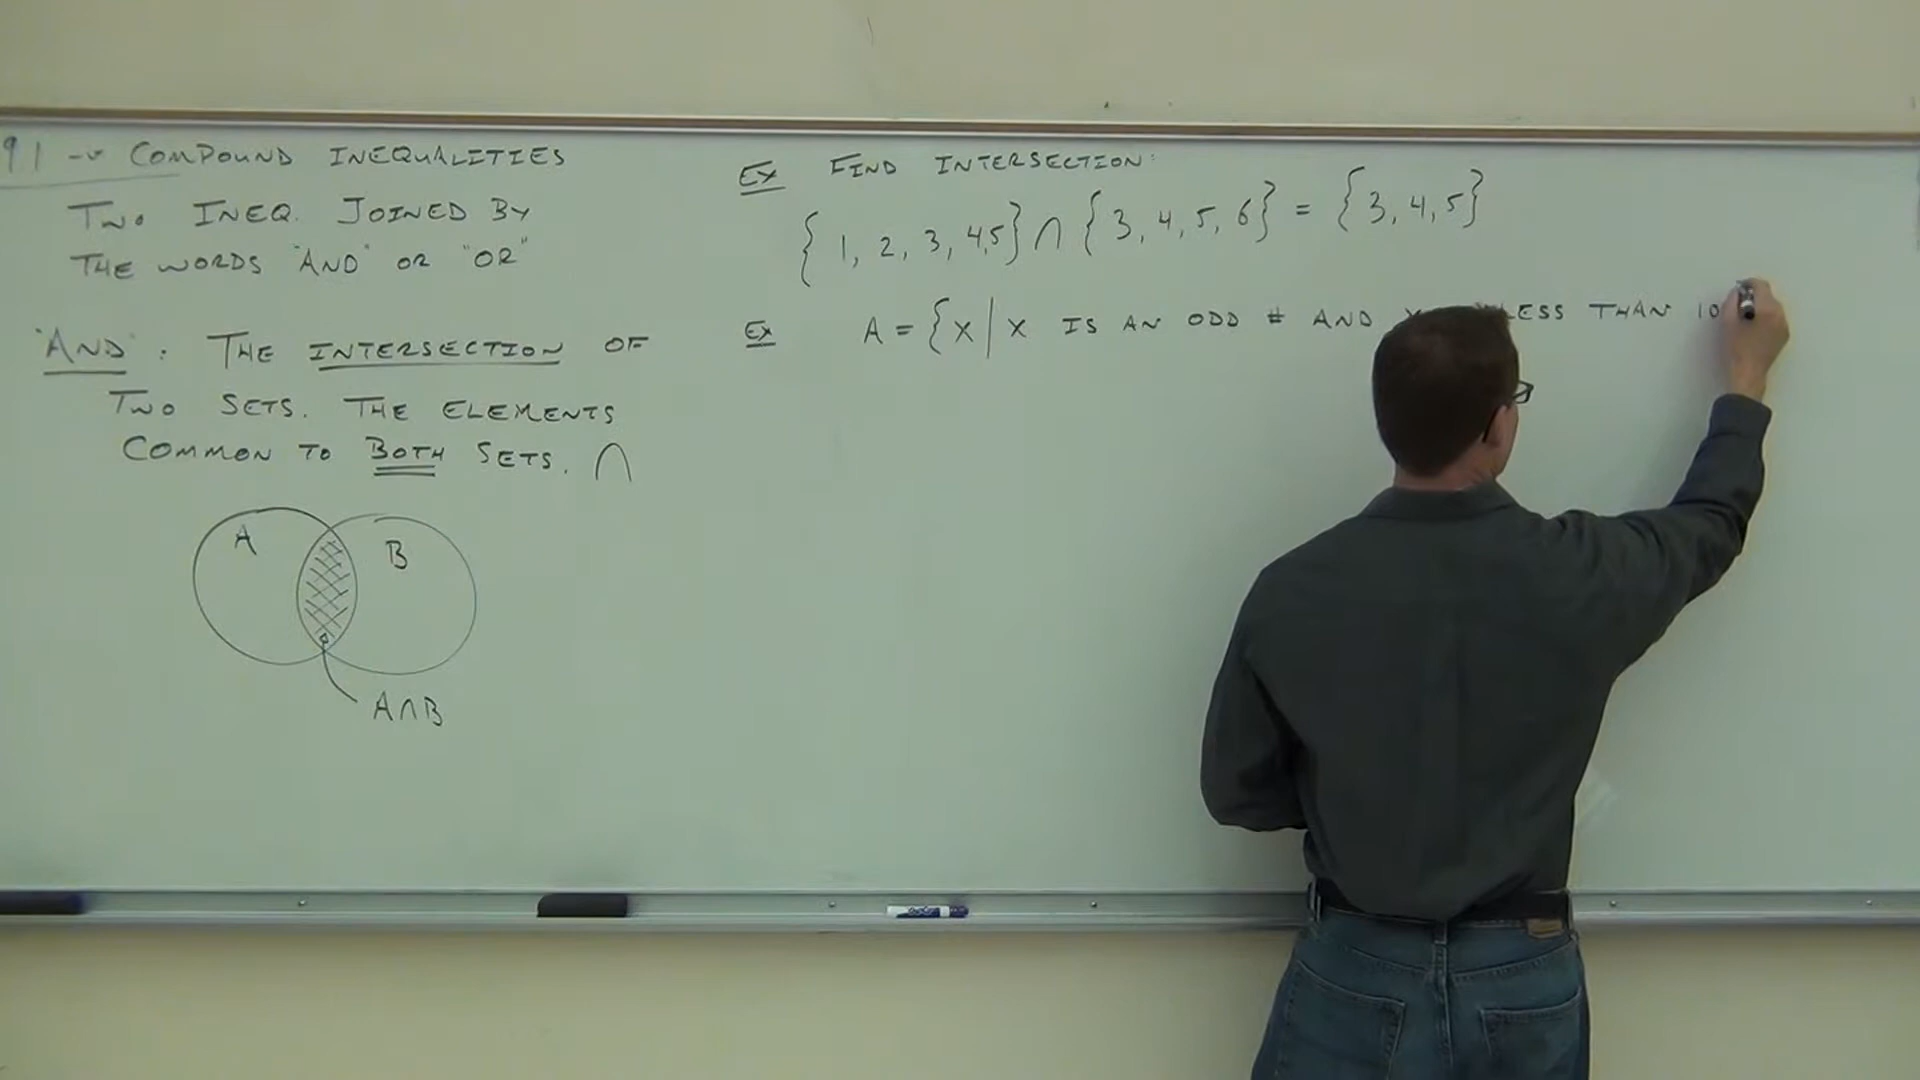 91 → COMPOUND INEQUALITIES
TWO INEQ. JOINED BY
THE WORDS "AND" OR "OR"
"AND": THE INTERSECTION OF
TWO SETS. THE ELEMENTS
COMMON TO BOTH SETS. ∩
A
B
A∩B
EX FIND INTERSECTION:
{1, 2, 3, 4,5} ∩ {3, 4, 5, 6} = {3, 4, 5}
EX A = {X | X IS AN ODD # AND X LESS THAN 10